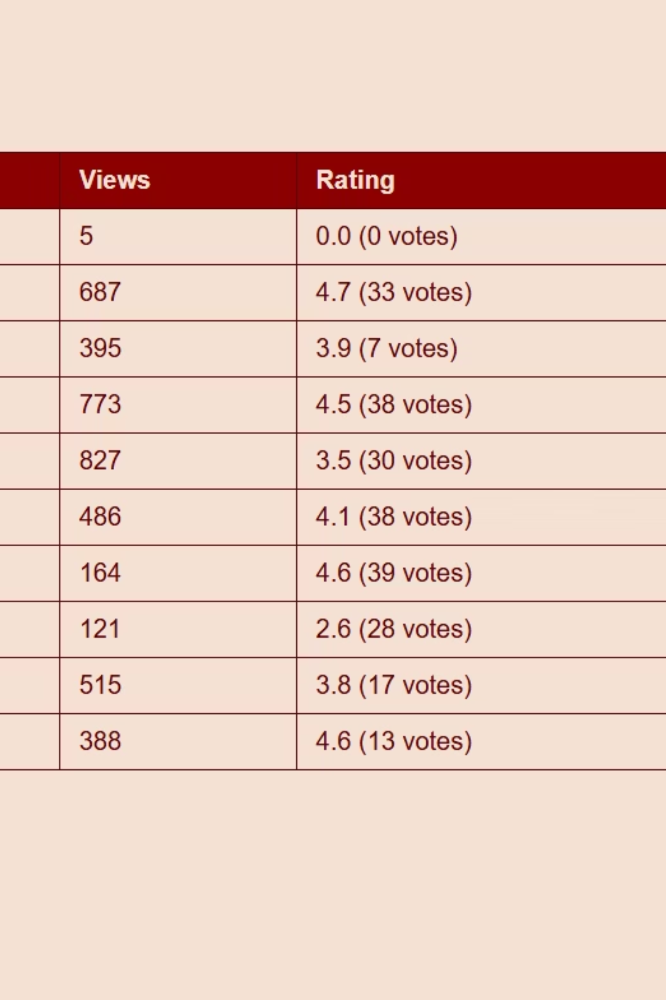 Views Rating
5 0.0 (0 votes)
687 4.7 (33 votes)
395 3.9 (7 votes)
773 4.5 (38 votes)
827 3.5 (30 votes)
486 4.1 (38 votes)
164 4.6 (39 votes)
121 2.6 (28 votes)
515 3.8 (17 votes)
388 4.6 (13 votes)